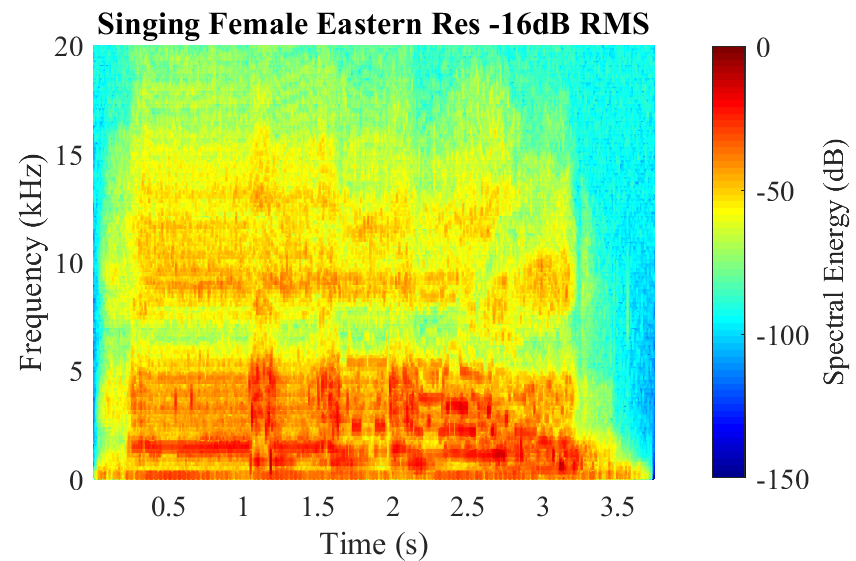 Singing Female Eastern Res -16dB RMS
20
15
10
5
0
Frequency (kHz)
0.5 1 1.5 2 2.5 3 3.5
Time (s)
0
-50
-100
-150
Spectral Energy (dB)